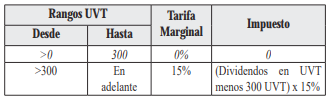 Rangos UVT Tarifa Marginal Impuesto
Desde Hasta
>0 300 0% 0
>300 En adelante 15% (Dividendos en UVT menos 300 UVT) x 15%